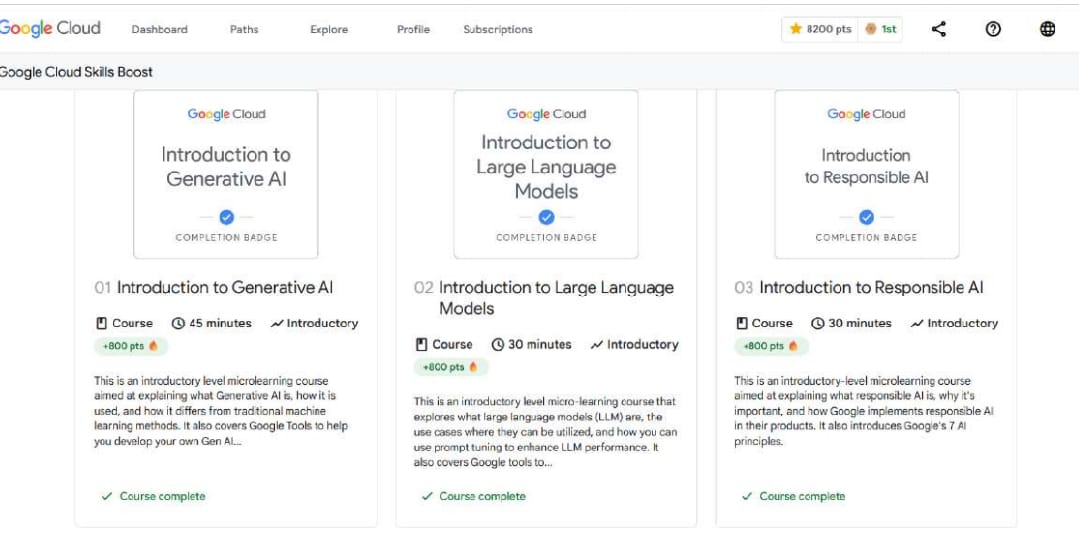 Google Cloud Dashboard Paths Explore Profile Subscriptions 8200 pts 1st
Google Cloud Skills Boost
Google Cloud
Introduction to
Generative AI
COMPLETION BADGE
01 Introduction to Generative AI
Course 45 minutes Introductory
+800 pts
This is an introductory level microlearning course
aimed at explaining what Generative AI is, how it is
used, and how it differs from traditional machine
learning methods. It also covers Google Tools to help
you develop your own Gen AI...
Course complete
Google Cloud
Introduction to
Large Language
Models
COMPLETION BADGE
02 Introduction to Large Language
Models
Course 30 minutes Introductory
+800 pts
This is an introductory level micro-learning course that
explores what large language models (LLM) are, the
use cases where they can be utilized, and how you can
use prompt tuning to enhance LLM performance. It
also covers Google tools to...
Course complete
Google Cloud
Introduction
to Responsible AI
COMPLETION BADGE
03 Introduction to Responsible AI
Course 30 minutes Introductory
+800 pts
This is an introductory-level microlearning course
aimed at explaining what responsible AI is, why it's
important, and how Google implements responsible AI
in their products. It also introduces Google's 7 AI
principles.
Course complete